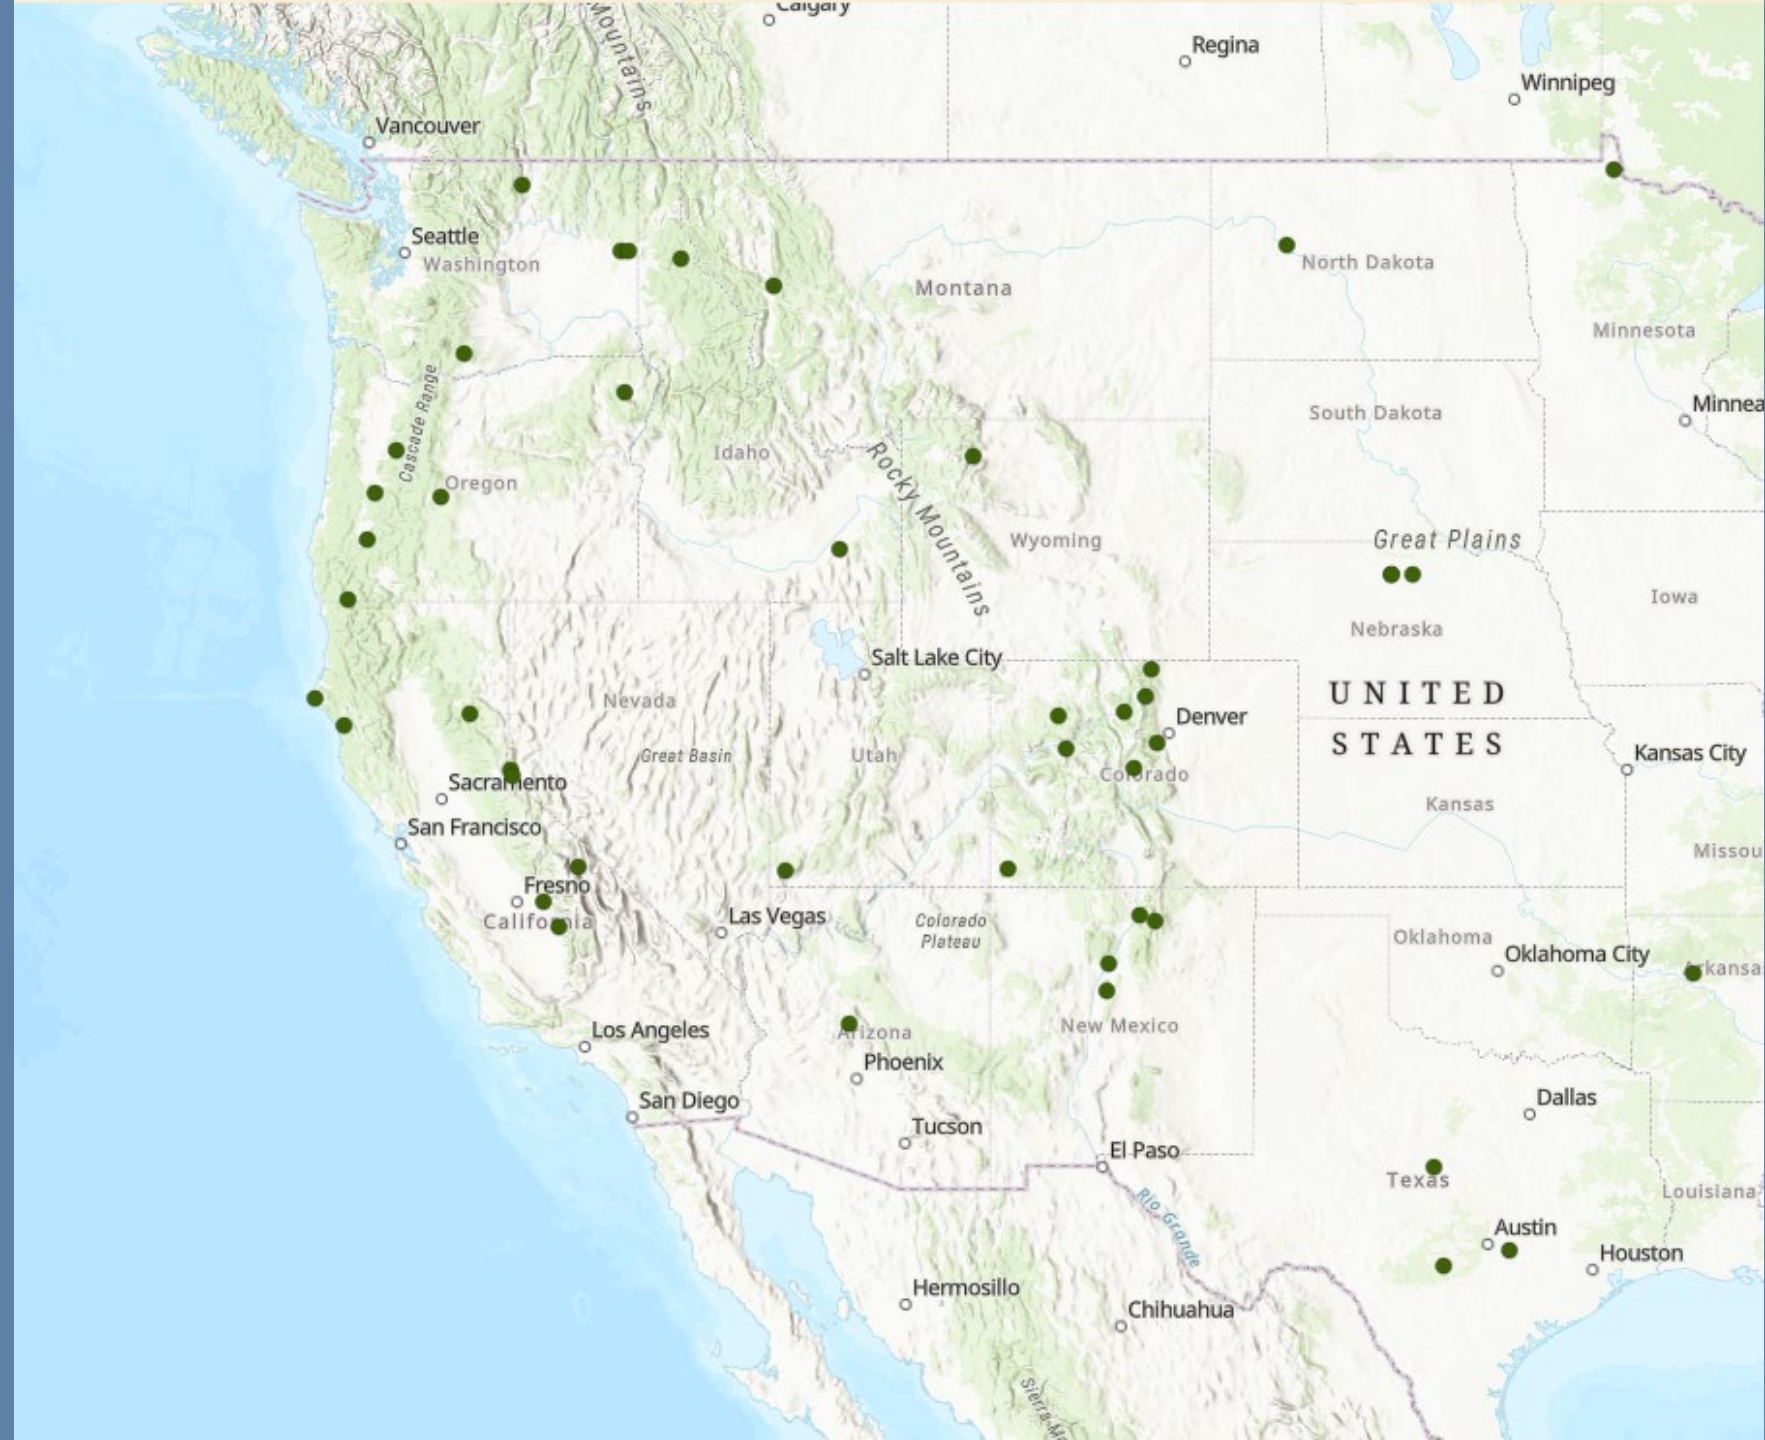 Calgary
Mountains
Regina
Winnipeg
Vancouver
Seattle
Washington
North Dakota
Montana
Minnesota
Cascade Range
South Dakota
Idaho
Oregon
Rocky Mountains
Wyoming
Great Plains
Iowa
Nebraska
Salt Lake City
UNITED
STATES
Nevada
Denver
Great Basin
Utah
Kansas City
Colorado
Sacramento
Kansas
San Francisco
Missou
Fresno
California
Las Vegas
Colorado
Plateau
Oklahoma
Oklahoma City
Arkansa
Los Angeles
Arizona
New Mexico
Phoenix
San Diego
Dallas
Tucson
El Paso
Texas
Louisiana
Rio Grande
Austin
Houston
Hermosillo
Chihuahua
Minnea